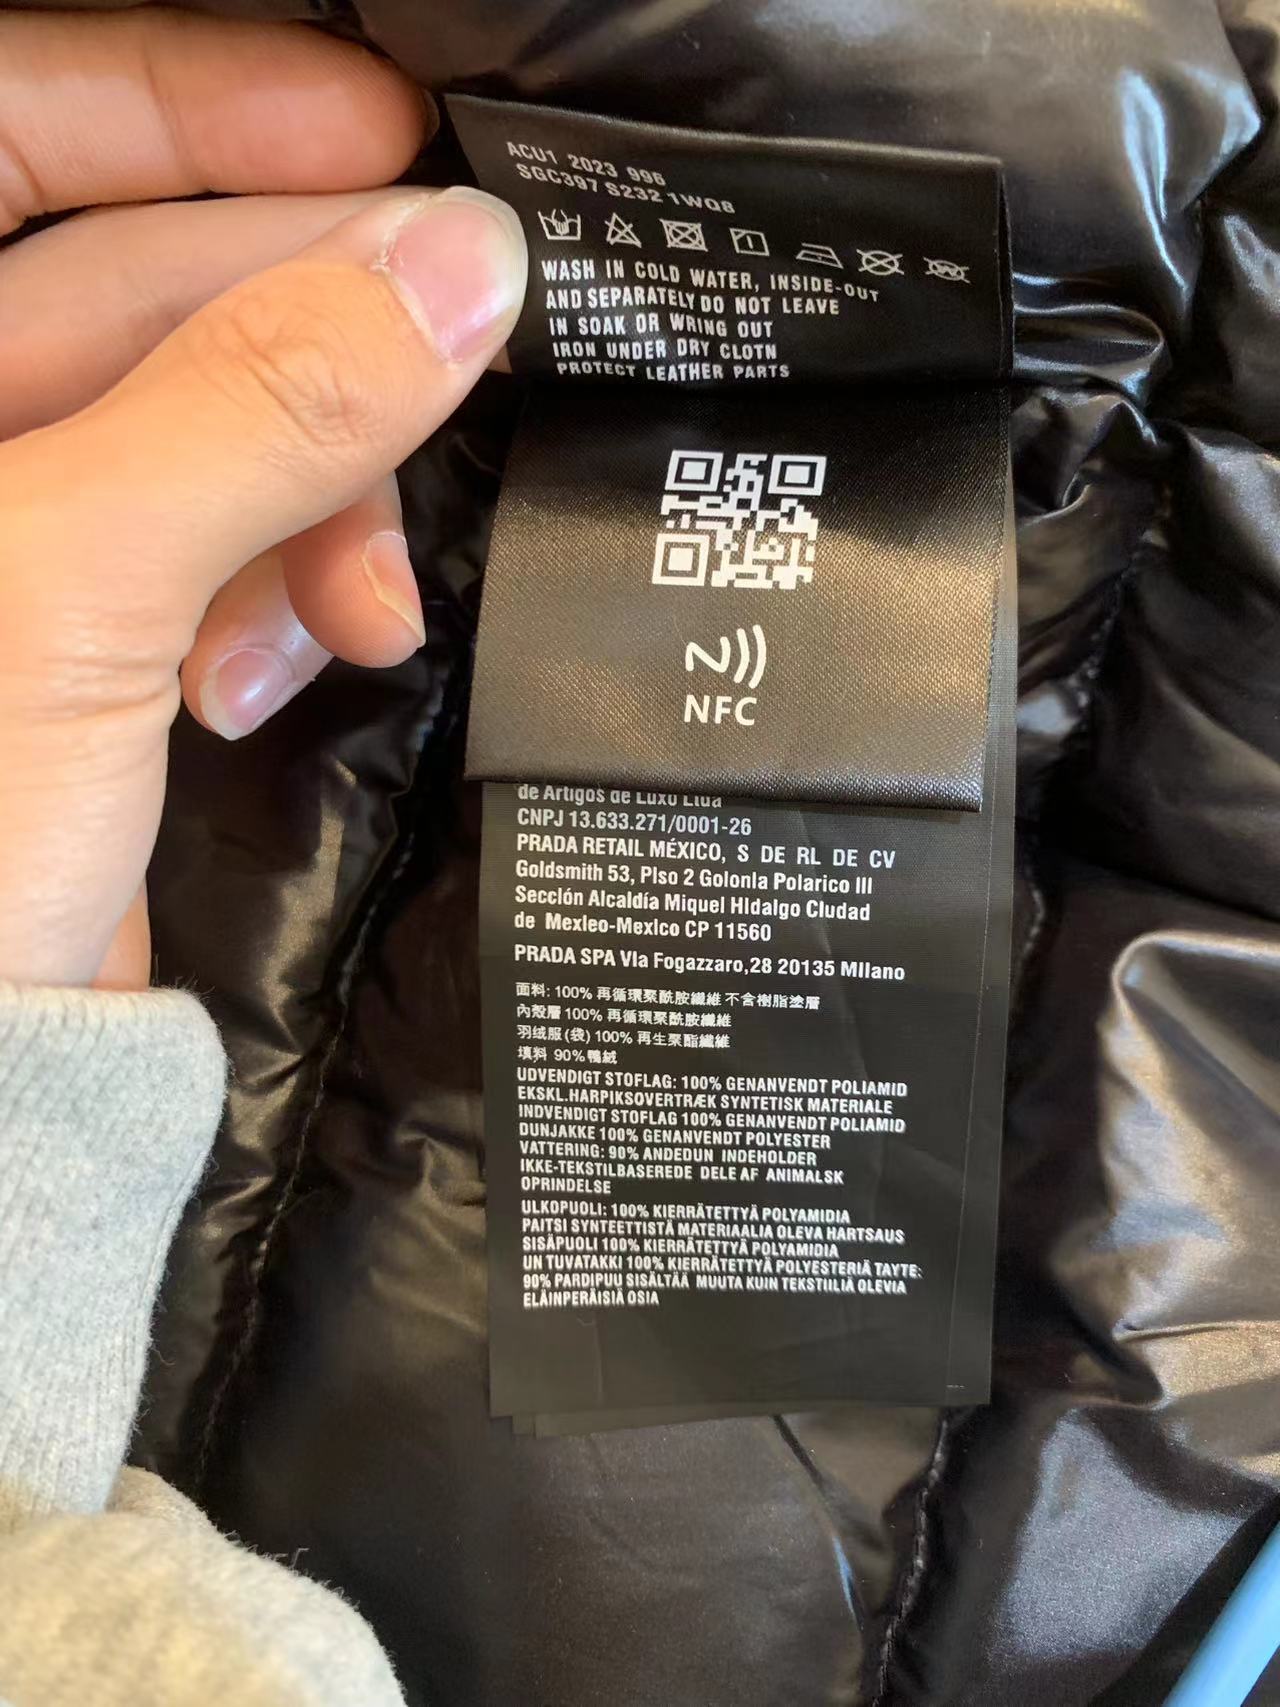 ACU1 2023 996
SGC397 S232 1WQ8
WASH IN COLD WATER, INSIDE-OUT
AND SEPARATELY DO NOT LEAVE
IN SOAK OR WRING OUT
IRON UNDER DRY CLOTN
PROTECT LEATHER PARTS
NFC
de Artigos de Luxo Ltda
CNPJ 13.633.271/0001-26
PRADA RETAIL MÉXICO, S DE RL DE CV
Goldsmith 53, Plso 2 Golonla Polarico III
Sección Alcaldía Miquel Hldalgo Cludad
de Mexleo-Mexlco CP 11560
PRADA SPA Vla Fogazzaro,28 20135 Mllano
面料: 100% 再循環聚酰胺纖維 不含樹脂塗層
內殼層 100% 再循環聚酰胺纖維
羽绒服(袋) 100% 再生聚酯纖維
填料 90% 鴨絨
UDVENDIGT STOFLAG: 100% GENANVENDT POLIAMID
EKSKL.HARPIKSOVERTRÆK SYNTETISK MATERIALE
INDVENDIGT STOFLAG 100% GENANVENDT POLIAMID
DUNJAKKE 100% GENANVENDT POLYESTER
VATTERING: 90% ANDEDUN INDEHOLDER
IKKE-TEKSTILBASEREDE DELE AF ANIMALSK
OPRINDELSE
ULKOPUOLI: 100% KIERRÄTETTYÄ POLYAMIDIA
PAITSI SYNTEETTISTÄ MATERIAALIA OLEVA HARTSAUS
SISÄPUOLI 100% KIERRÄTETTYÄ POLYAMIDIA
UN TUVATAKKI 100% KIERRÄTETTYÄ POLYESTERIÄ TAYTE:
90% PARDIPUU SISÄLTÄÄ MUUTA KUIN TEKSTIILIÄ OLEVIA
ELÄINPERÄISIÄ OSIA